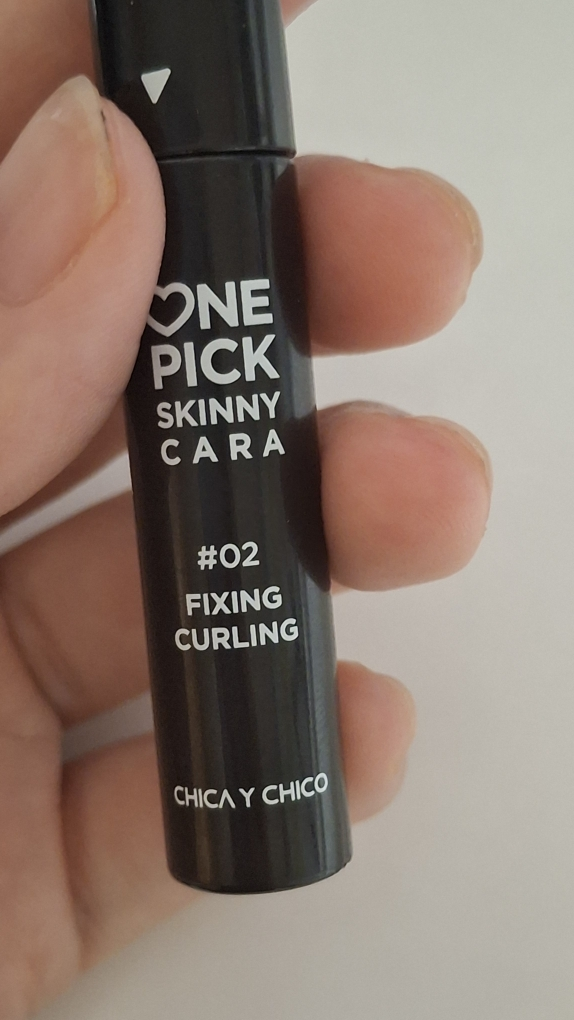 ONE
PICK
SKINNY
CARA
#02
FIXING
CURLING
CHICA Y CHICO